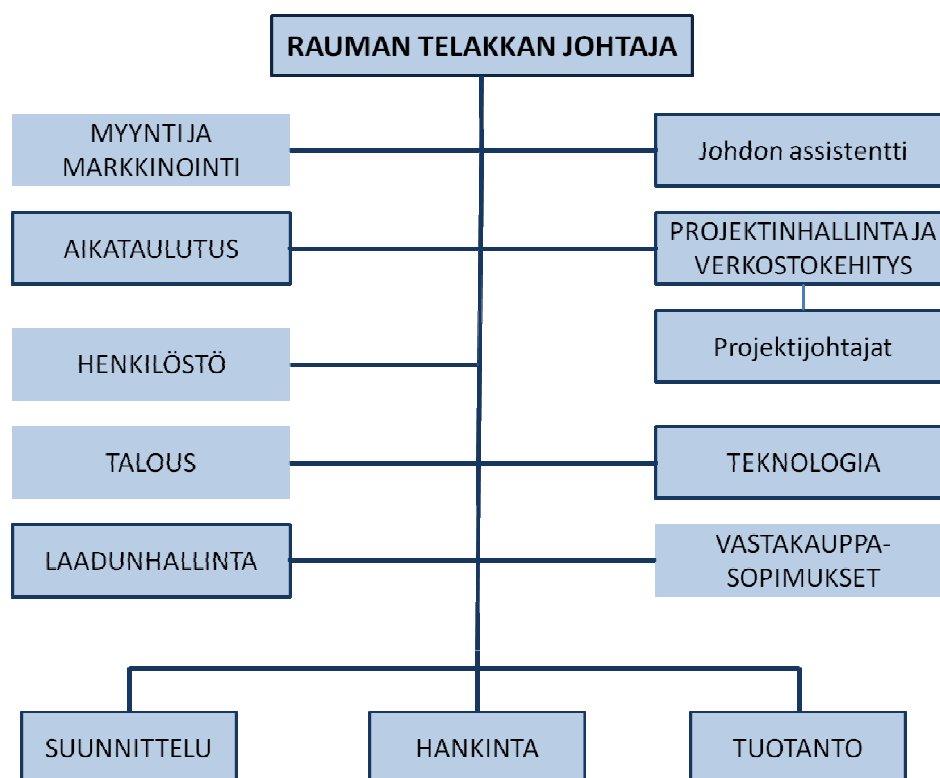 RAUMAN TELAKKAN JOHTAJA
MYYNTI JA
MARKKINOINTI
Johdon assistentti
AIKATAULUTUS
PROJEKTINHALLINTA JA
VERKOSTOKEHITYS
HENKILÖSTÖ
Projektijohtajat
TALOUS
TEKNOLOGIA
LAADUNHALLINTA
VASTAKAUPPA-
SOPIMUKSET
SUUNNITTELU
HANKINTA
TUOTANTO